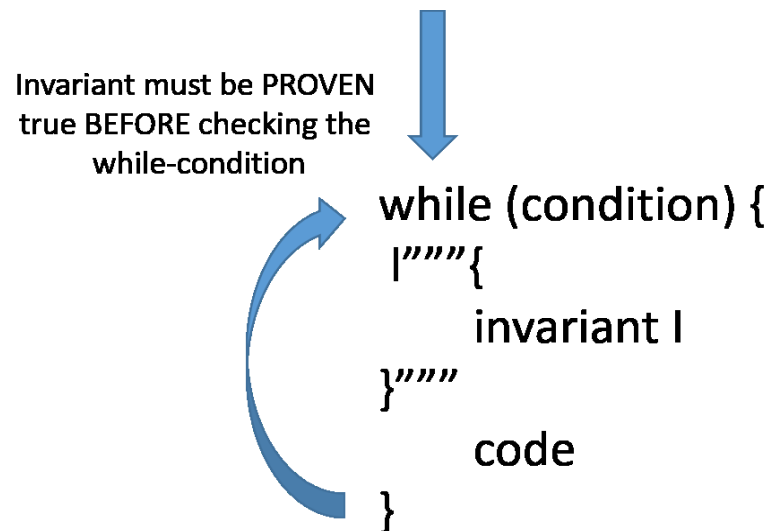 Invariant must be PROVEN
true BEFORE checking the
while-condition
while (condition) {
l”””{
invariant I
}”””
code
}